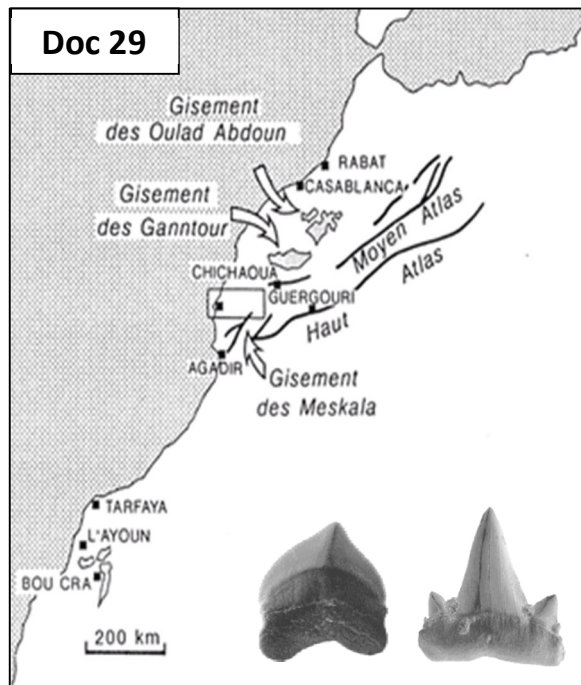 Doc 29
Gisement
des Oulad Abdoun
RABAT
CASABLANCA
Gisement
des Ganntour
Moyen Atlas
CHICHAOUA
Atlas
GUERGOURI
Haut
AGADIR
Gisement
des Meskala
TARFAYA
L'AYOUN
BOU CRA
200 km